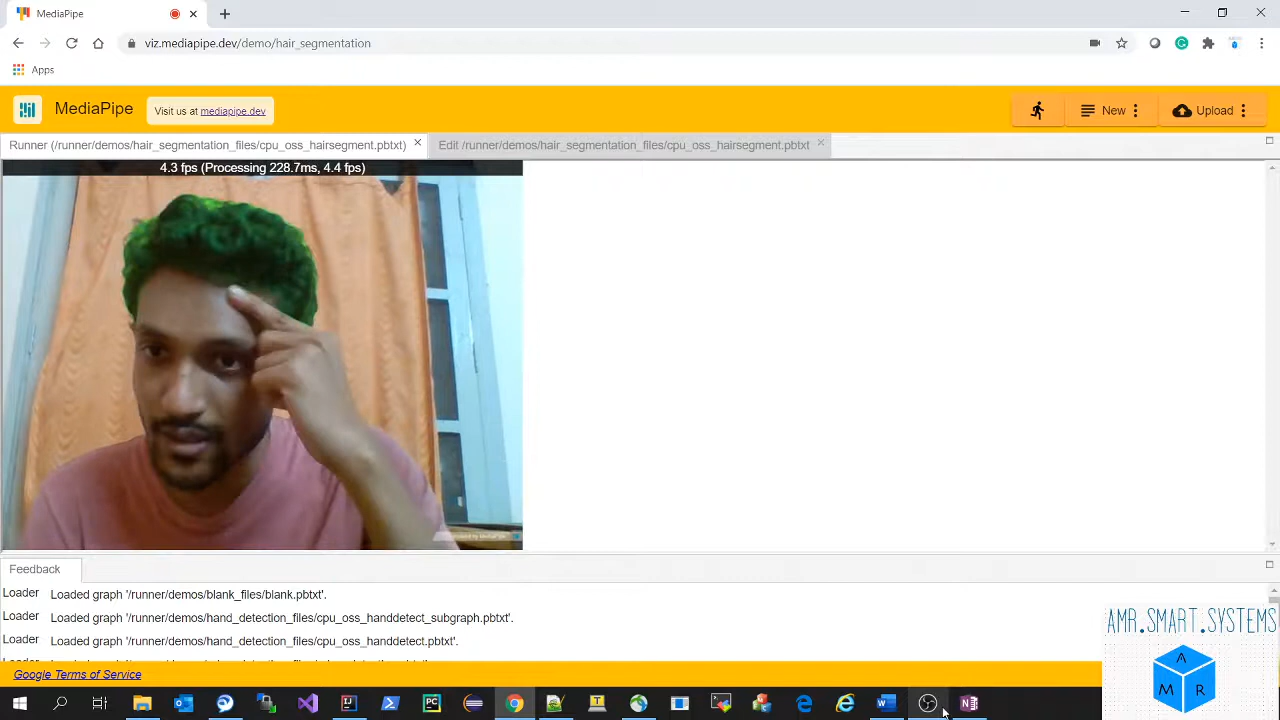 MediaPipe
viz.mediapipe.dev/demo/hair_segmentation
Apps
MediaPipe
Visit us at mediapipe.dev
New
Upload
Runner (/runner/demos/hair_segmentation_files/cpu_oss_hairsegment.pbtxt)
Edit /runner/demos/hair_segmentation_files/cpu_oss_hairsegment.pbtxt
4.3 fps (Processing 228.7ms, 4.4 fps)
Feedback
Loader Loaded graph '/runner/demos/blank_files/blank.pbtxt'.
Loader Loaded graph '/runner/demos/hand_detection_files/cpu_oss_handdetect_subgraph.pbtxt'.
Loader Loaded graph '/runner/demos/hand_detection_files/cpu_oss_handdetect.pbtxt'.
Google Terms of Service
AMR.SMART.SYSTEMS
A
M R